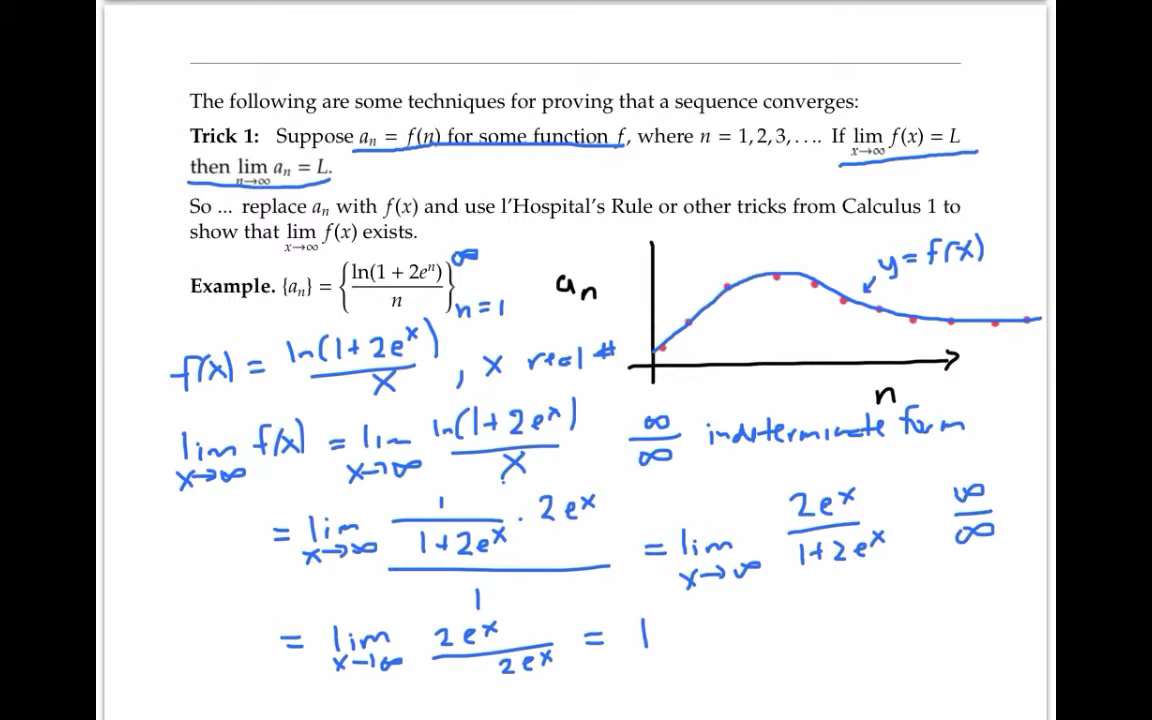 The following are some techniques for proving that a sequence converges:
Trick 1: Suppose aₙ = f(n) for some function f, where n = 1, 2, 3, . . . . If lim_{x→∞} f(x) = L
then lim_{n→∞} aₙ = L.
So ... replace aₙ with f(x) and use l'Hospital's Rule or other tricks from Calculus 1 to
show that lim_{x→∞} f(x) exists.
Example. {aₙ} = { ln(1 + 2eⁿ) / n }_{n=1}^{∞}
aₙ
y = f(x)
n
f(x) = ln(1+2eˣ) / x , x real #
lim_{x→∞} f(x) = lim_{x→∞} ln(1+2eˣ) / x ∞/∞ indeterminate form
= lim_{x→∞} (1/(1+2eˣ) · 2eˣ) / 1 = lim_{x→∞} 2eˣ / (1+2eˣ) ∞/∞
= lim_{x→∞} 2eˣ / 2eˣ = 1